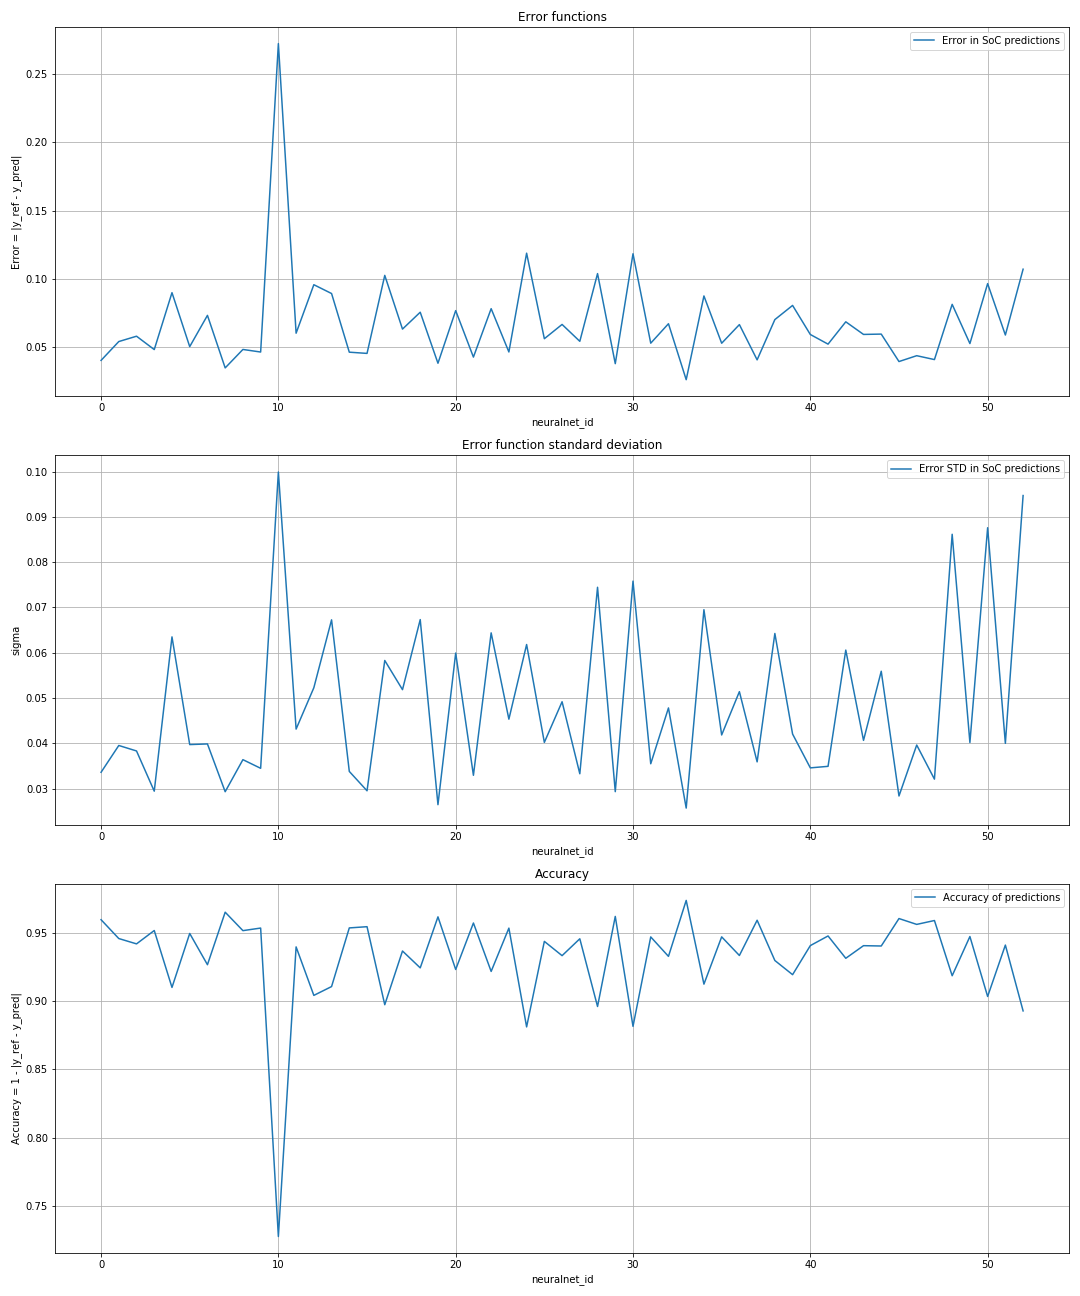 Error functions
Error in SoC predictions
Error = |y_ref - y_pred|
0.25
0.20
0.15
0.10
0.05
0 10 20 30 40 50
neuralnet_id
Error function standard deviation
Error STD in SoC predictions
sigma
0.10
0.09
0.08
0.07
0.06
0.05
0.04
0.03
0 10 20 30 40 50
neuralnet_id
Accuracy
Accuracy of predictions
Accuracy = 1 - |y_ref - y_pred|
0.95
0.90
0.85
0.80
0.75
0 10 20 30 40 50
neuralnet_id